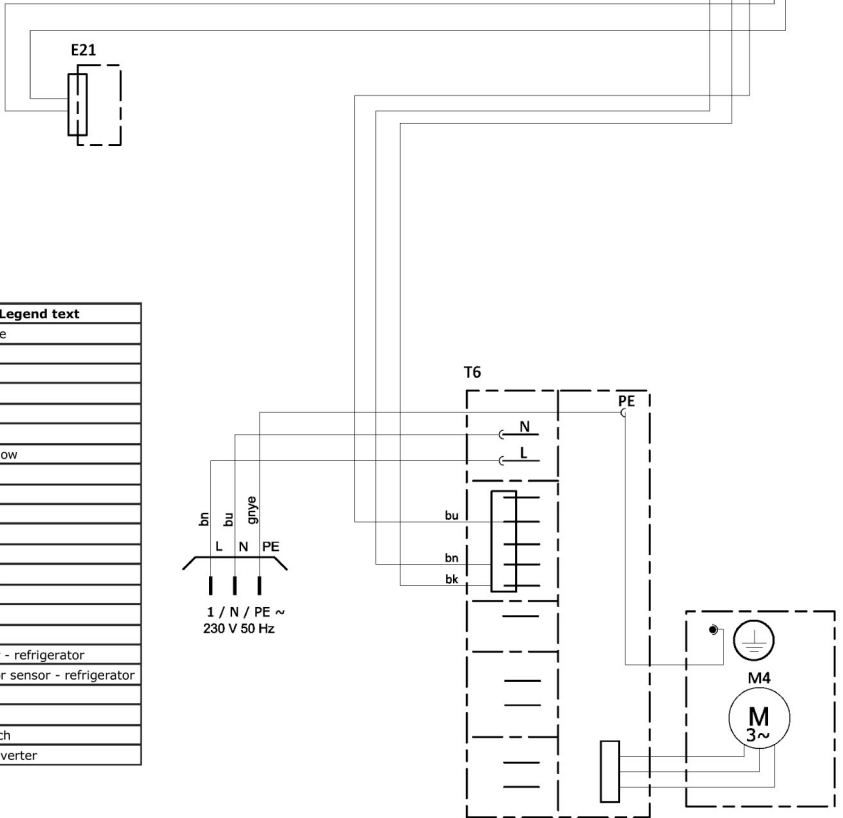 E21
Legend text
e
ow
- refrigerator
r sensor - refrigerator
ch
verter
T6
PE
N
L
bu
bn
bk
bn
bu
gnye
L N PE
1 / N / PE ~
230 V 50 Hz
M4
M
3~